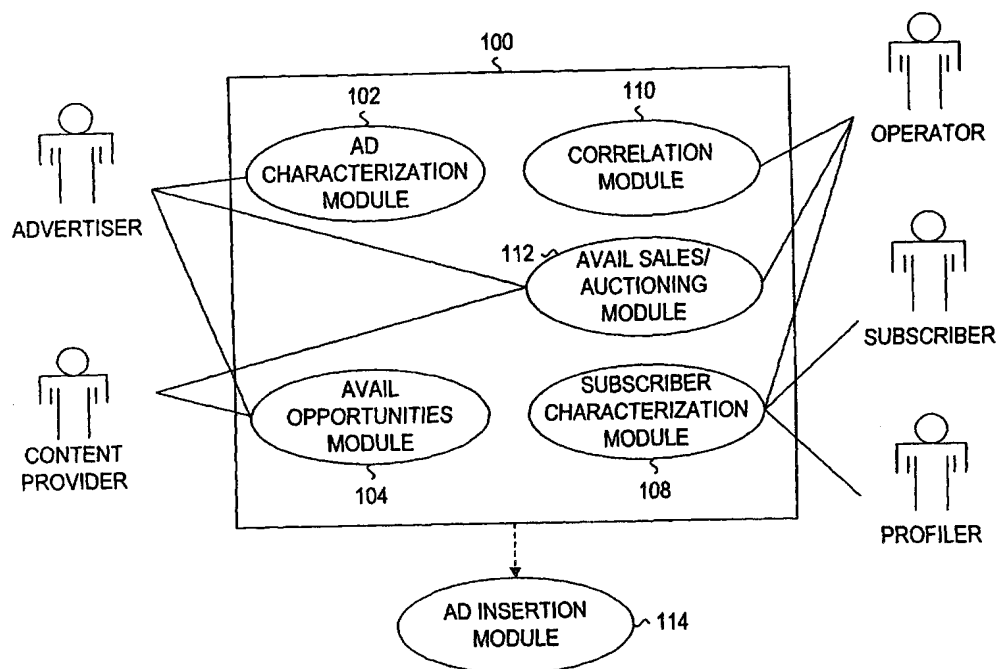 100
102
110
AD
CHARACTERIZATION
MODULE
CORRELATION
MODULE
OPERATOR
ADVERTISER
112
AVAIL SALES/
AUCTIONING
MODULE
SUBSCRIBER
AVAIL
OPPORTUNITIES
MODULE
SUBSCRIBER
CHARACTERIZATION
MODULE
CONTENT
PROVIDER
104
108
PROFILER
AD INSERTION
MODULE
114